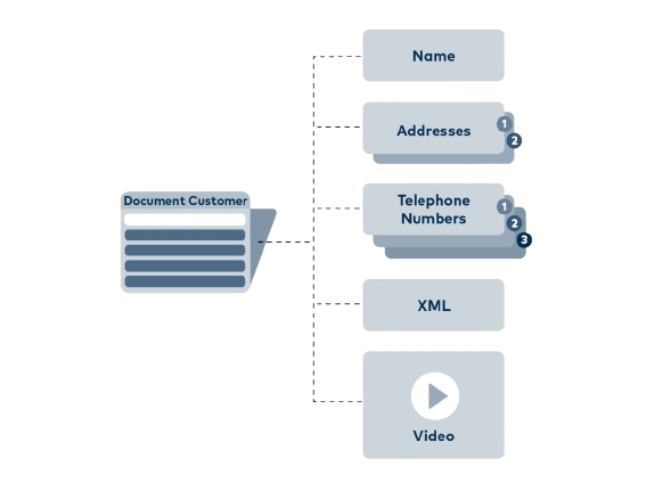 Name
Addresses
1
2
Document Customer
Telephone
Numbers
1
2
3
XML
Video